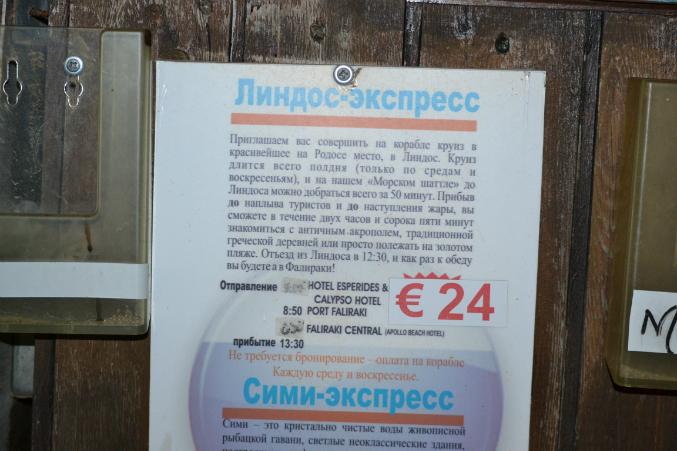 Линдос-экспресс
Приглашаем вас совершить на корабле круиз в
красивейшее на Родосе место, в Линдос. Круиз
длится всего полдня (только по средам и
воскресеньям), и на нашем «Морском шаттле» до
Линдоса можно добраться всего за 50 минут. Прибыв
до наплыва туристов и до наступления жары, вы
сможете в течение двух часов и сорока пяти минут
знакомиться с античным акрополем, традиционной
греческой деревней или просто полежать на золотом
пляже. Отъезд из Линдоса в 12:30, и как раз к обеду
вы будете а в Фалираки!
Отправление HOTEL ESPERIDES &
CALYPSO HOTEL
8:50 PORT FALIRAKI
€ 24
FALIRAKI CENTRAL (APOLLO BEACH HOTEL)
прибытие 13:30
Не требуется бронирование – оплата на корабле
Каждую среду и воскресенье.
Сими-экспресс
Сими – это кристально чистые воды живописной
рыбацкой гавани, светлые неоклассические здания,